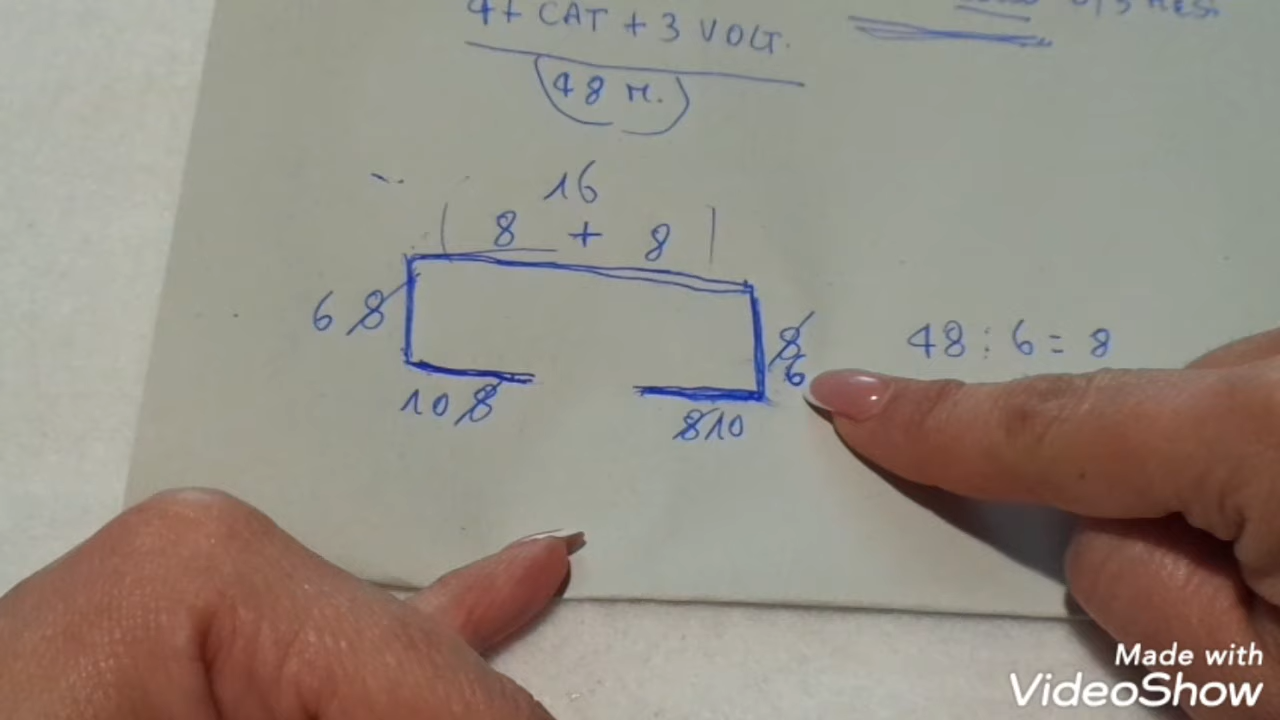 4+ CAT + 3 VOLT.
48 M.
16
8 + 8
6 8
8
6
48 : 6 = 8
10 8
8 10
Made with
VideoShow